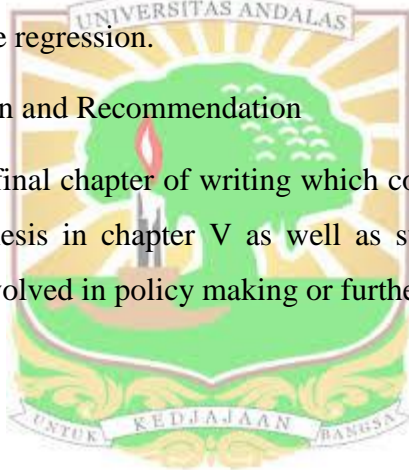 UNIVERSITAS ANDALAS
e regression.
n and Recommendation
final chapter of writing which co
esis in chapter V as well as s
volved in policy making or furthe
UNTUK KEDJAJAAN BANGSA